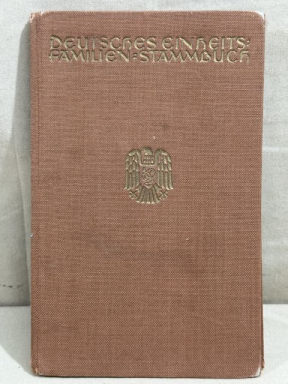 DEUTSCHES EINHEITS=
FAMILIEN=STAMMBUCH